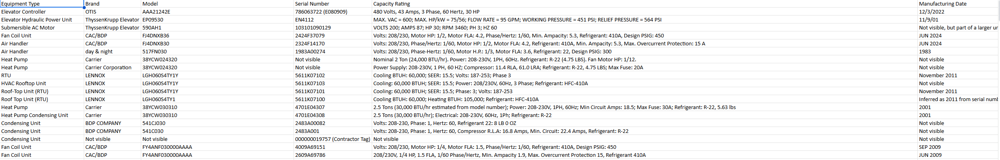 Equipment Type Brand Model Serial Number Capacity Rating Manufacturing Date
Elevator Controller OTIS AAA21242E 786063722 (E080909) 480 Volts, 43 Amps, 3 Phase, 60 Hertz, 30 HP 12/3/2022
Elevator Hydraulic Power Unit ThyssenKrupp Elevator EP09530 EN4112 MAX. VAC = 600; MAX. HP/kW = 75/56; FLOW RATE = 95 GPM; WORKING PRESSURE = 451 PSI; RELIEF PRESSURE = 564 PSI 11/9/01
Submersible AC Motor ThyssenKrupp Elevator 590AH1 103101090129 VOLTS 200; AMPS 87; HP 30; RPM 3460; PH 3; HZ 60 Not visible, but part of a larger ur
Fan Coil Unit CAC/BDP FJ4DNXB36 2424F37079 Volts: 208/230, Motor HP: 1/2, Motor FLA: 4.2, Phase/Hertz: 1/60, Min. Ampacity: 5.3, Refrigerant: 410A, Design PSIG: 450 JUN 2024
Air Handler CAC/BDP FJ4DNXB30 2324F14170 Volts: 208/230, Phase/Hertz: 1/60, Motor HP: 1/2, Motor FLA: 4.2, Refrigerant: 410A, Min. Ampacity: 5.3, Max. Overcurrent Protection: 15 A JUN 2024
Air Handler day & night 517FN030 1983A00274 Volts: 208/230, Phase-Hertz: 1/60, Motor H.P.: 1/3, Motor FLA: 3.6, Refrigerant: 22, Design PSIG: 300 1983
Heat Pump Carrier 38YCW024320 Not visible Nominal 2 Ton (24,000 BTU/hr). Power: 208-230V, 1PH, 60Hz. Refrigerant: R-22 (4.75 LBS). Fan Motor HP: 1/12. Not visible
Heat Pump Carrier Corporation 38YCW024320 Not visible Power Supply: 208-230V, 1 PH, 60 HZ; Compressor: 11.4 RLA, 61.0 LRA; Refrigerant: R-22, 4.75 LBS; Max Fuse: 20A Not visible
RTU LENNOX LGH060S4TY1Y 5611K07102 Cooling BTUH: 60,000; SEER: 15.5; Volts: 187-253; Phase 3 November 2011
HVAC Rooftop Unit LENNOX LGH060S4TY1Y 5611K07103 Cooling: 60,000 BTUH; SEER: 15.5; Power: 208/230V, 60Hz, 3 Phase; Refrigerant: HFC-410A Not visible
Roof-Top Unit (RTU) LENNOX LGH060S4TY1Y 5611K07101 Cooling: 60,000 BTUH; SEER: 15.5; Phase: 3; Volts: 187-253 November 2011
Roof Top Unit (RTU) LENNOX LGH060S4TY1 5611K07100 Cooling BTUH: 60,000; Heating BTUH: 105,000; Refrigerant: HFC-410A Inferred as 2011 from serial numb
Heat Pump Carrier 38YCW030310 4701E04307 2.5 Tons (30,000 BTU/hr estimated from model number); Power: 208-230V, 1PH, 60Hz; Min Circuit Amps: 18.5; Max Fuse: 30A; Refrigerant: R-22, 5.63 lbs 2001
Heat Pump Condensing Unit Carrier 38YCW030310 4701E04308 2.5 Tons (30,000 BTU/hr); Electrical: 208-230V, 60Hz, 1Ph; Refrigerant: R-22 2001
Condensing Unit BDP COMPANY 541CJ030 2483A00082 Volts: 208-230, Phase: 1, Hertz: 60, Refrigerant 22: 8 LB 0 OZ Not visible
Condensing Unit BDP COMPANY 541C030 2483A001 Volts: 208-230, Phase: 1, Hertz: 60, Compressor R.L.A: 16.8 Amps, Min. Circuit: 22.4 Amps, Refrigerant: R-22 Not visible
Condensing Unit Not visible Not visible 000000019757 (Contractor Tag) Not visible Not visible
Fan Coil Unit CAC/BDP FY4ANF030000AAAA 4009A69151 Volts: 208/230, Motor HP: 1/4, Motor FLA: 1.5, Phase/Hertz: 1/60, Refrigerant: 410A, Design PSIG: 450 SEP 2009
Fan Coil Unit CAC/BDP FY4ANF030000AAAA 2609A69786 208/230V, 1/4 HP, 1.5 FLA, 1/60 Phase/Hertz, Min. Ampacity 1.9, Max. Overcurrent Protection 15, Refrigerant 410A JUN 2009